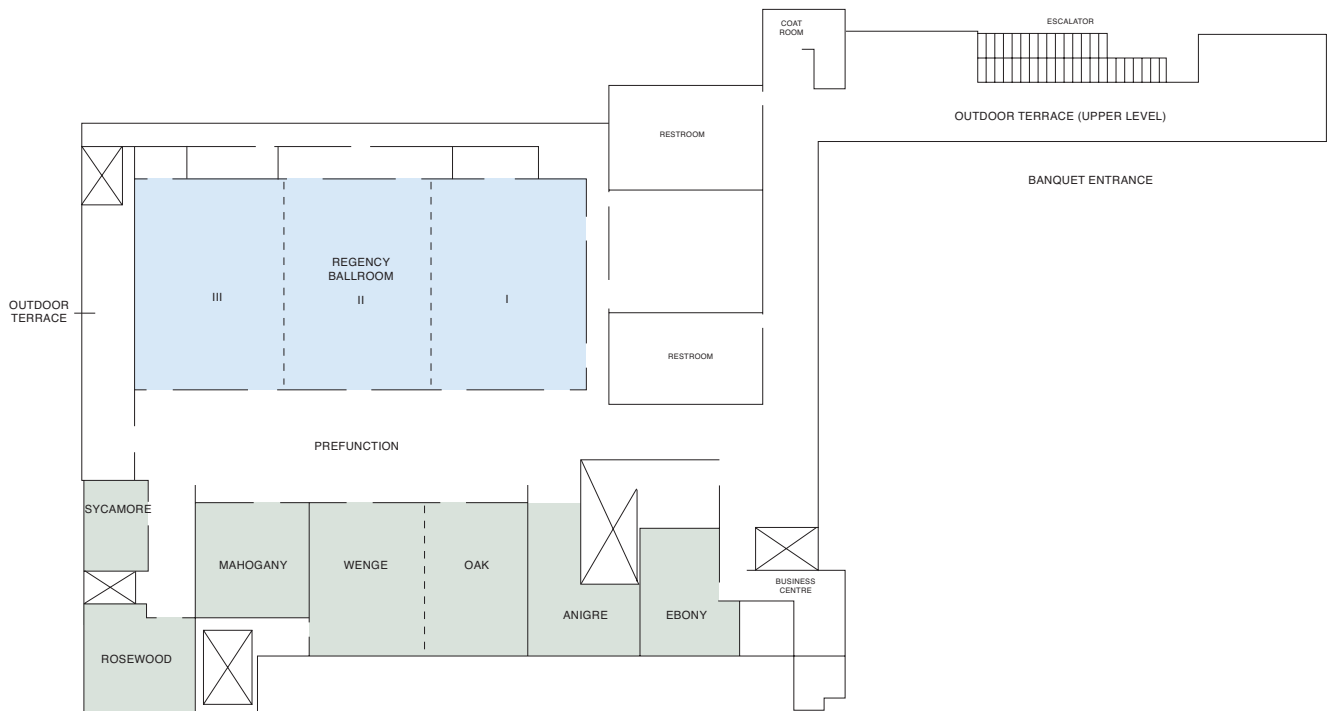 COAT
ROOM
ESCALATOR
OUTDOOR TERRACE (UPPER LEVEL)
RESTROOM
BANQUET ENTRANCE
REGENCY
BALLROOM
III
II
I
OUTDOOR
TERRACE
RESTROOM
PREFUNCTION
SYCAMORE
MAHOGANY
WENGE
OAK
BUSINESS
CENTRE
ANIGRE
EBONY
ROSEWOOD